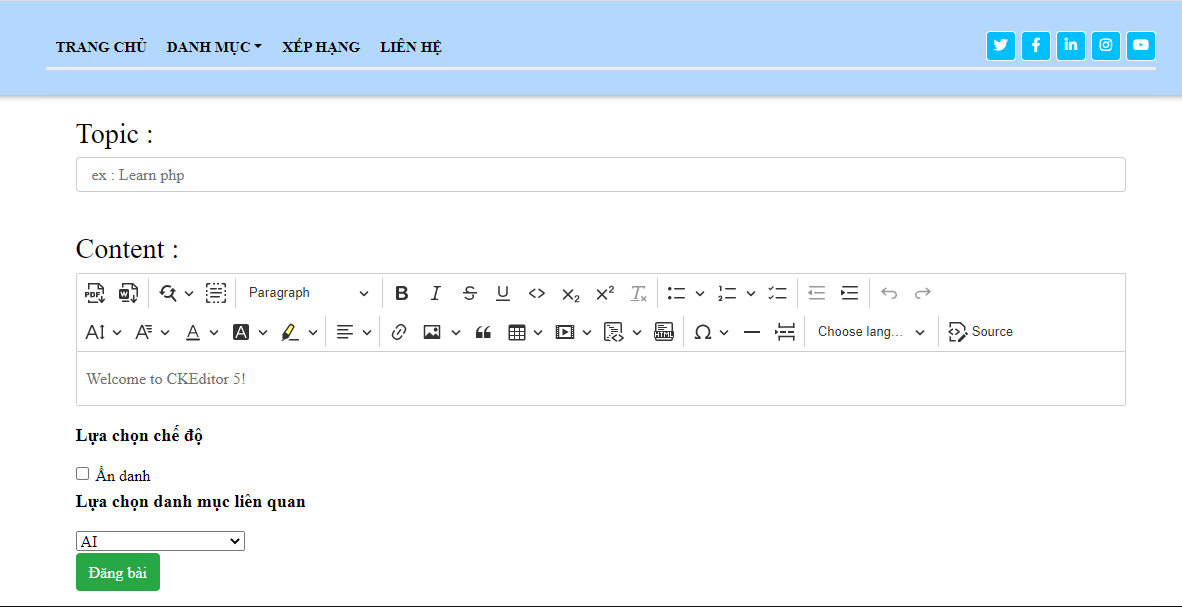 TRANG CHỦ DANH MỤC XẾP HẠNG LIÊN HỆ
Topic :
ex : Learn php
Content :
Paragraph
Choose lang...
Source
Welcome to CKEditor 5!
Lựa chọn chế độ
Ẩn danh
Lựa chọn danh mục liên quan
AI
Đăng bài